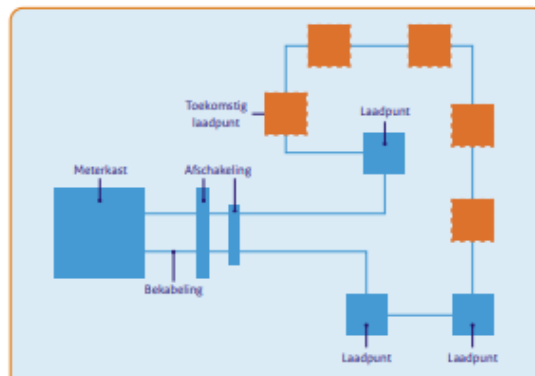 Toekomstig
laadpunt
Laadpunt
Meterkast
Afschakeling
Bekabeling
Laadpunt
Laadpunt